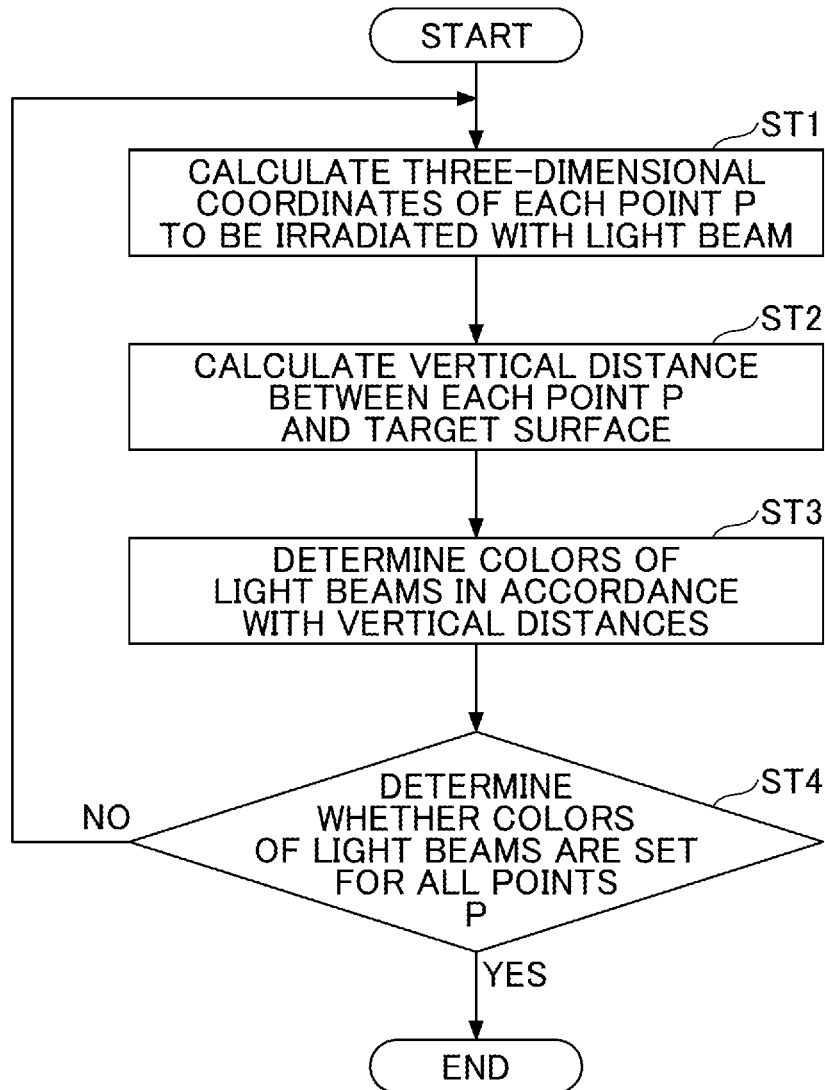 START
ST1
CALCULATE THREE-DIMENSIONAL
COORDINATES OF EACH POINT P
TO BE IRRADIATED WITH LIGHT BEAM
ST2
CALCULATE VERTICAL DISTANCE
BETWEEN EACH POINT P
AND TARGET SURFACE
ST3
DETERMINE COLORS OF
LIGHT BEAMS IN ACCORDANCE
WITH VERTICAL DISTANCES
ST4
DETERMINE
WHETHER COLORS
OF LIGHT BEAMS ARE SET
FOR ALL POINTS
P
NO
YES
END